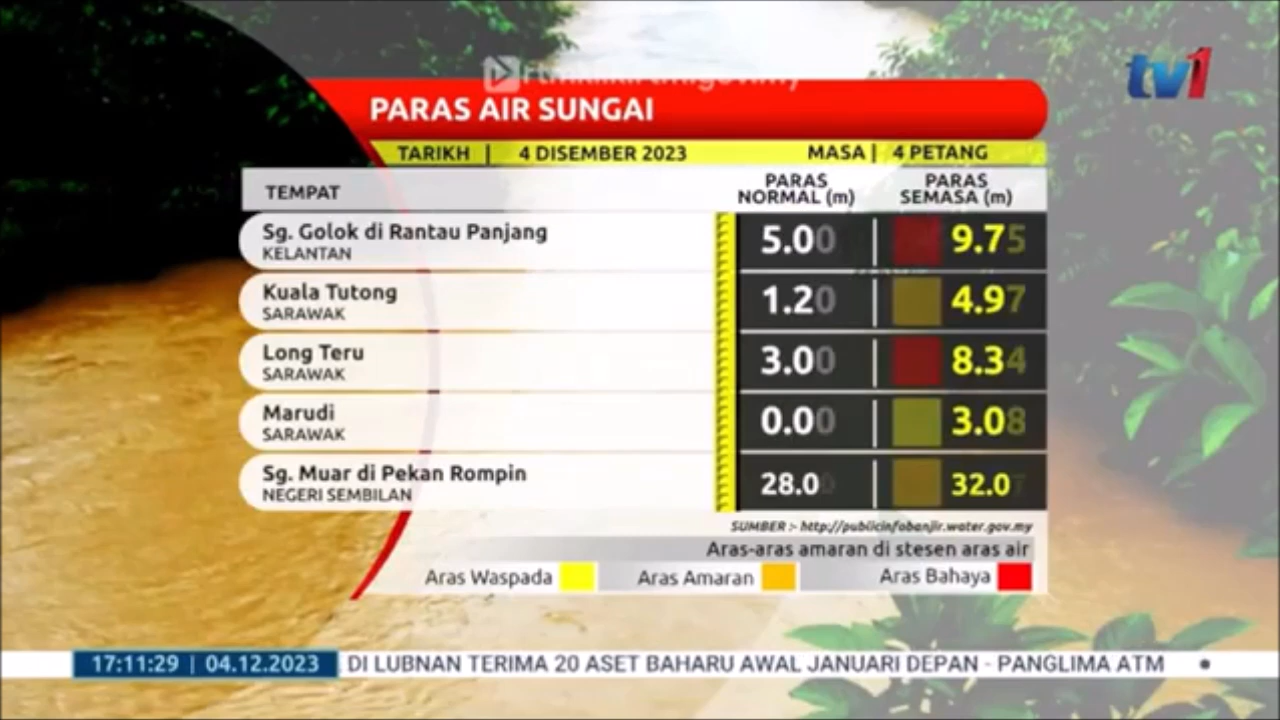 tv1
PARAS AIR SUNGAI
TARIKH | 4 DISEMBER 2023 MASA | 4 PETANG
TEMPAT PARAS NORMAL (m) PARAS SEMASA (m)
Sg. Golok di Rantau Panjang 5.00 9.75
KELANTAN
Kuala Tutong 1.20 4.97
SARAWAK
Long Teru 3.00 8.34
SARAWAK
Marudi 0.00 3.08
SARAWAK
Sg. Muar di Pekan Rompin 28.0 32.0
NEGERI SEMBILAN
SUMBER :- http://publicinfobanjir.water.gov.my
Aras-aras amaran di stesen aras air
Aras Waspada Aras Amaran Aras Bahaya
17:11:29 | 04.12.2023 DI LUBNAN TERIMA 20 ASET BAHARU AWAL JANUARI DEPAN - PANGLIMA ATM •